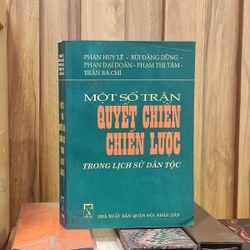 PHAN HUY LÊ - BÙI ĐĂNG DŨNG
PHAN ĐẠI DOÃN - PHẠM THỊ TÂM
TRẦN BÁ CHÍ
MỘT SỐ TRẬN
QUYẾT CHIẾN
CHIẾN LƯỢC
TRONG LỊCH SỬ DÂN TỘC
NHÀ XUẤT BẢN QUÂN ĐỘI NHÂN DÂN